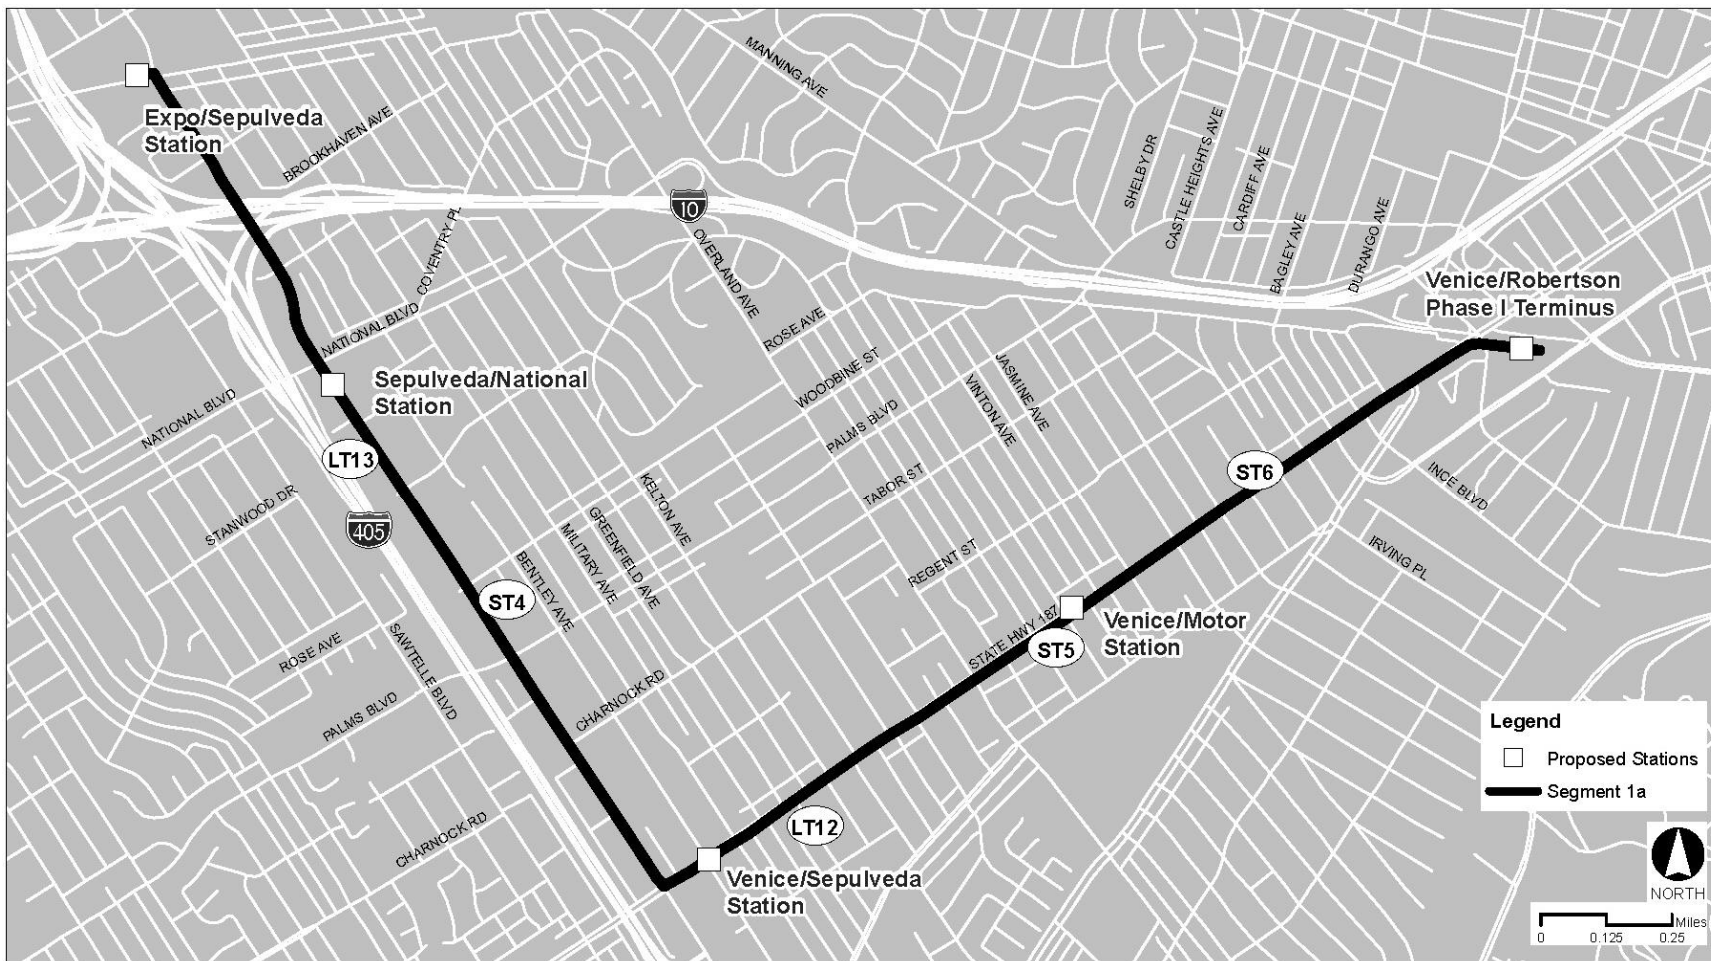 MANNING AVE
Expo/Sepulveda
Station
BROOKHAVEN AVE
SHELBY DR
CASTLE HEIGHTS AVE
CARDIFF AVE
BAGLEY AVE
DURANGO AVE
10
COVENTRY PL
OVERLAND AVE
Venice/Robertson
Phase I Terminus
NATIONAL BLVD
ROSE AVE
WOODBINE ST
JASMINE AVE
VINTON AVE
Sepulveda/National
Station
NATIONAL BLVD
PALMS BLVD
LT13
TABOR ST
ST6
INCE BLVD
STANWOOD DR
405
KELTON AVE
GREENFIELD AVE
MILITARY AVE
BENTLEY AVE
ST4
REGENT ST
IRVING PL
STATE HWY 187
Venice/Motor
Station
ST5
ROSE AVE
SAWTELLE BLVD
PALMS BLVD
CHARNOCK RD
CHARNOCK RD
LT12
Venice/Sepulveda
Station
Legend
Proposed Stations
Segment 1a
NORTH
Miles
0 0.125 0.25